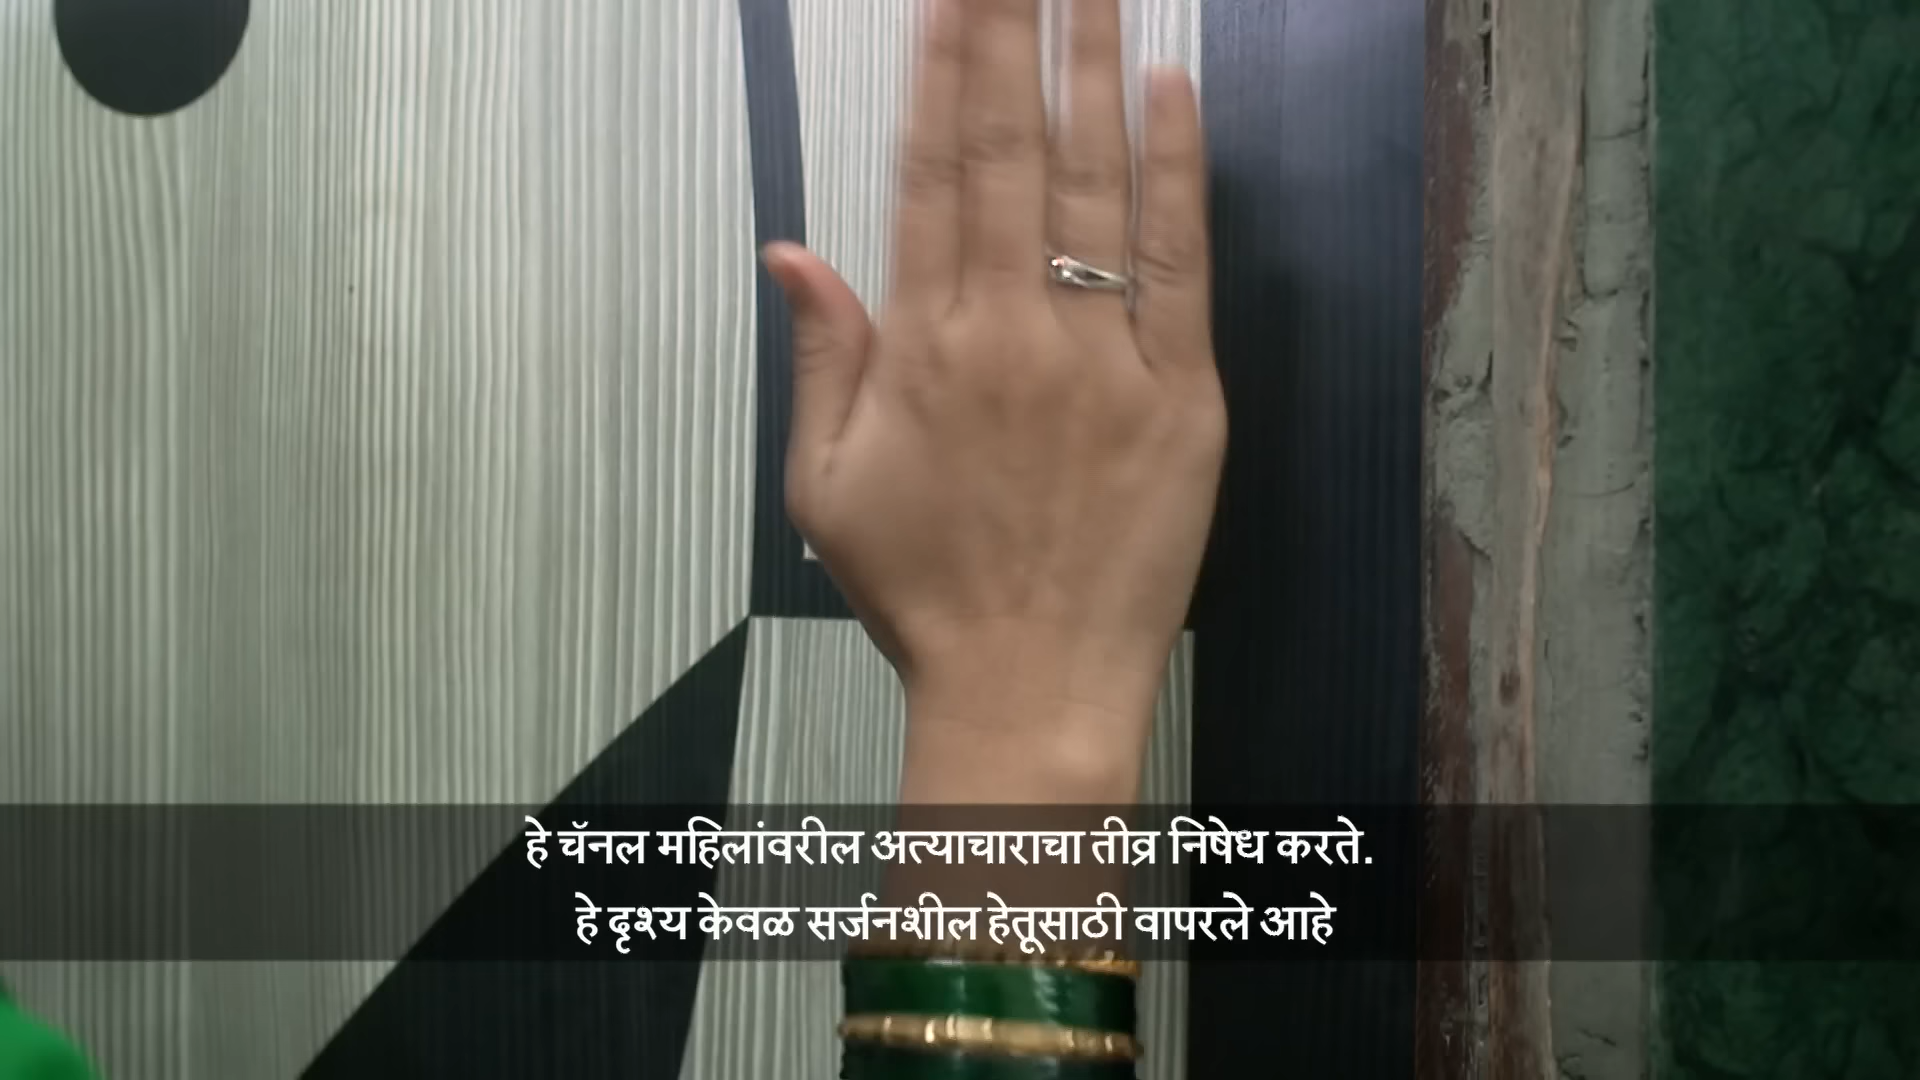 हे चॅनल महिलांवरील अत्याचाराचा तीव्र निषेध करते.
हे दृश्य केवळ सर्जनशील हेतूसाठी वापरले आहे